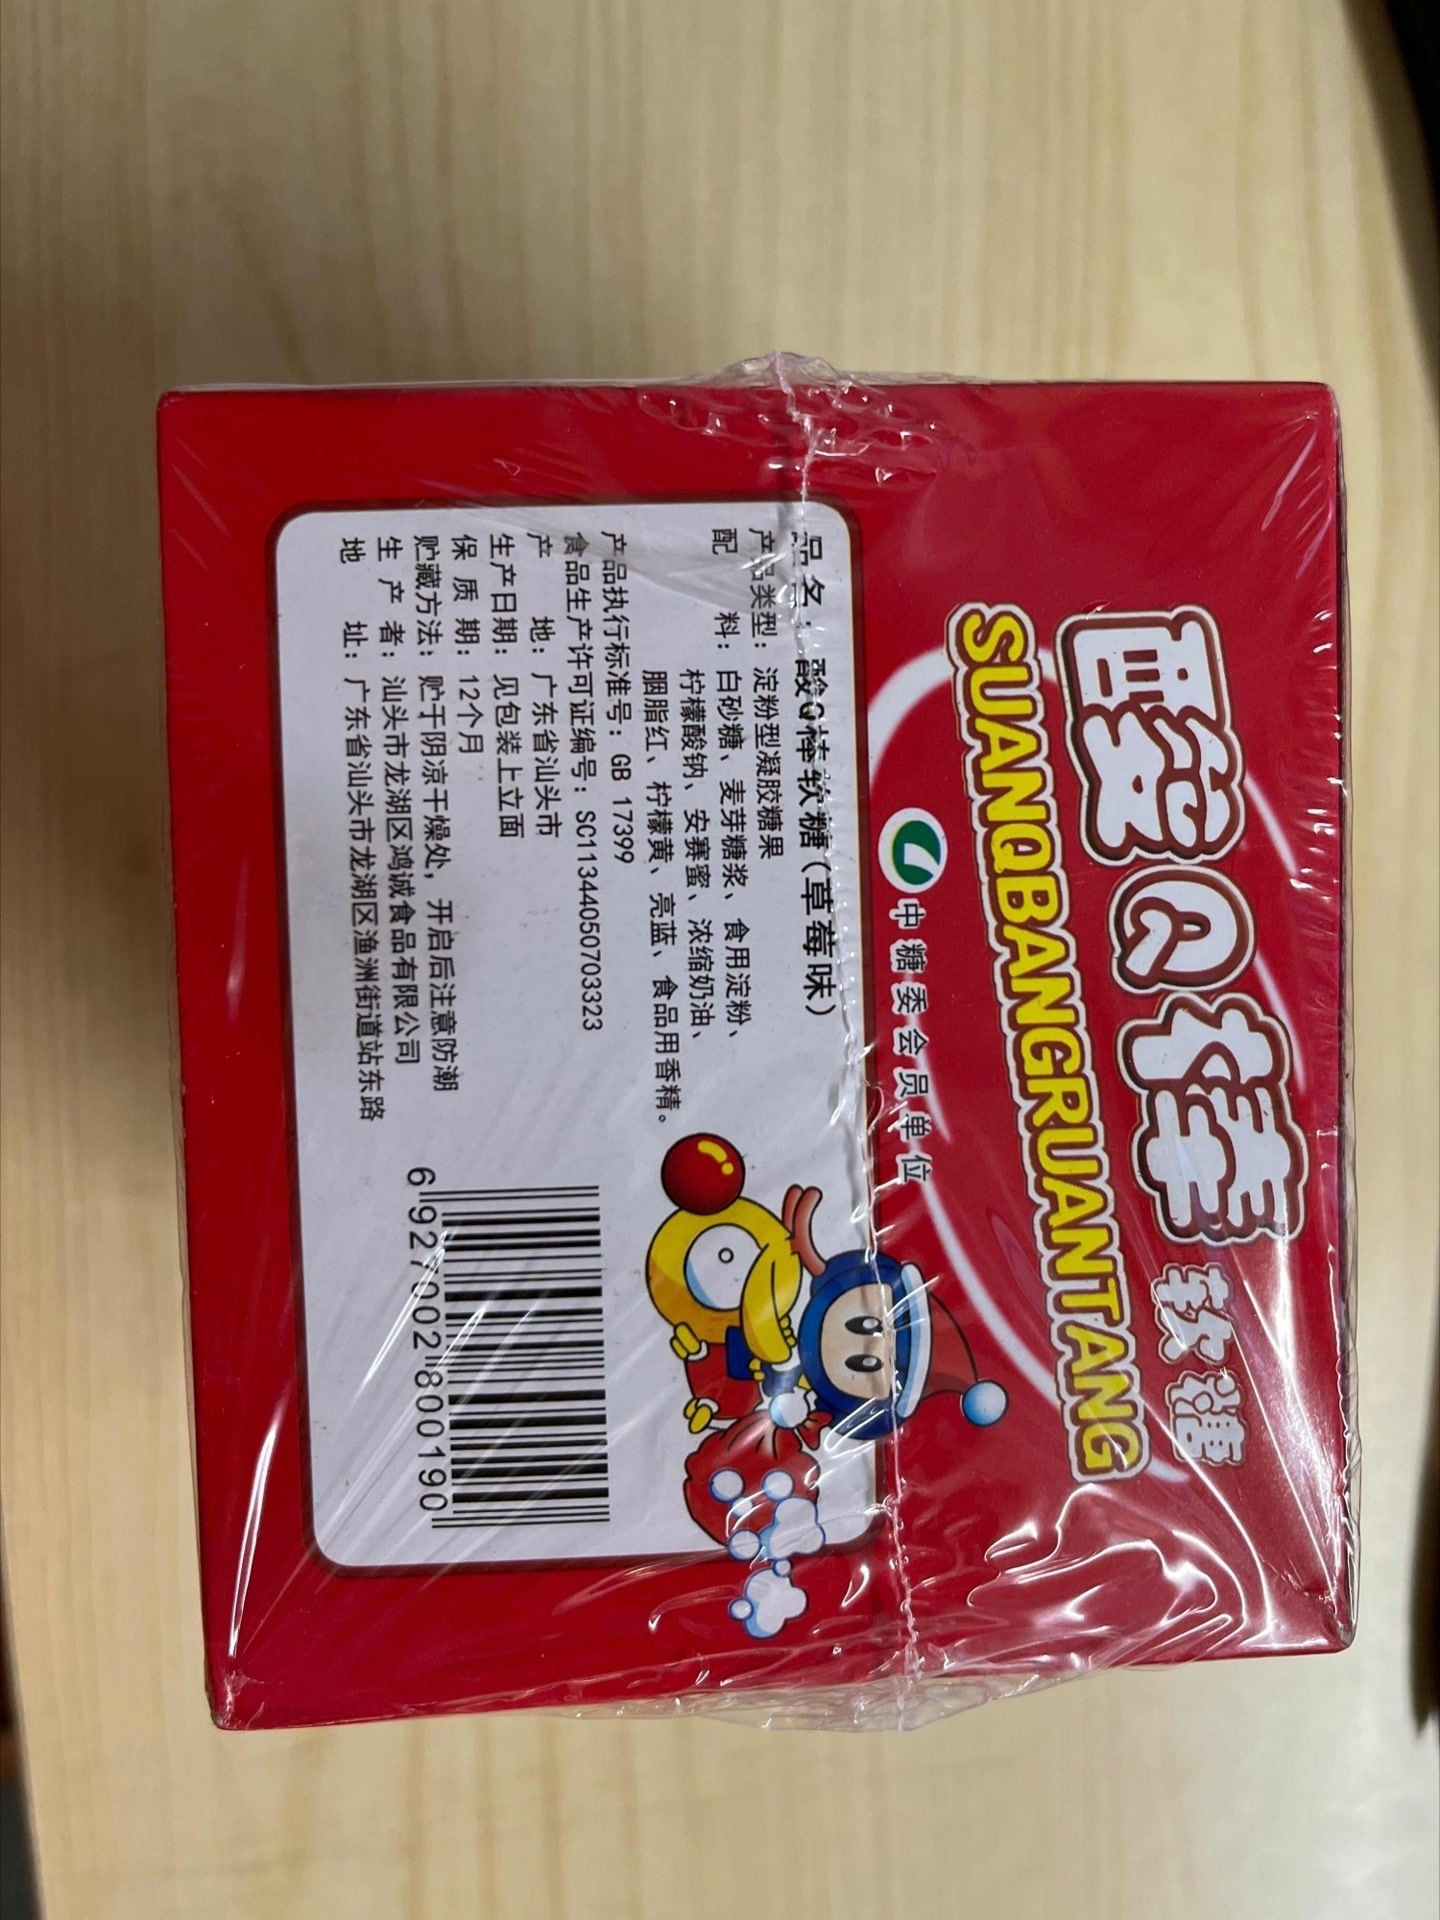 酸Q棒软糖
SUANQBANGRUANTANG
中糖委会员单位
品名：酸Q棒软糖（草莓味）
产品类型：淀粉型凝胶糖果
配料：白砂糖、麦芽糖浆、食用淀粉、
柠檬酸钠、安赛蜜、浓缩奶油、
胭脂红、柠檬黄、亮蓝、食品用香精。
产品执行标准号：GB 17399
食品生产许可证编号：SC11344050703323
产地：广东省汕头市
生产日期：见包装上立面
保质期：12个月
贮藏方法：贮干阴凉干燥处，开启后注意防潮
生产者：汕头市龙湖区鸿诚食品有限公司
地址：广东省汕头市龙湖区渔洲街道站东路
6927002800190